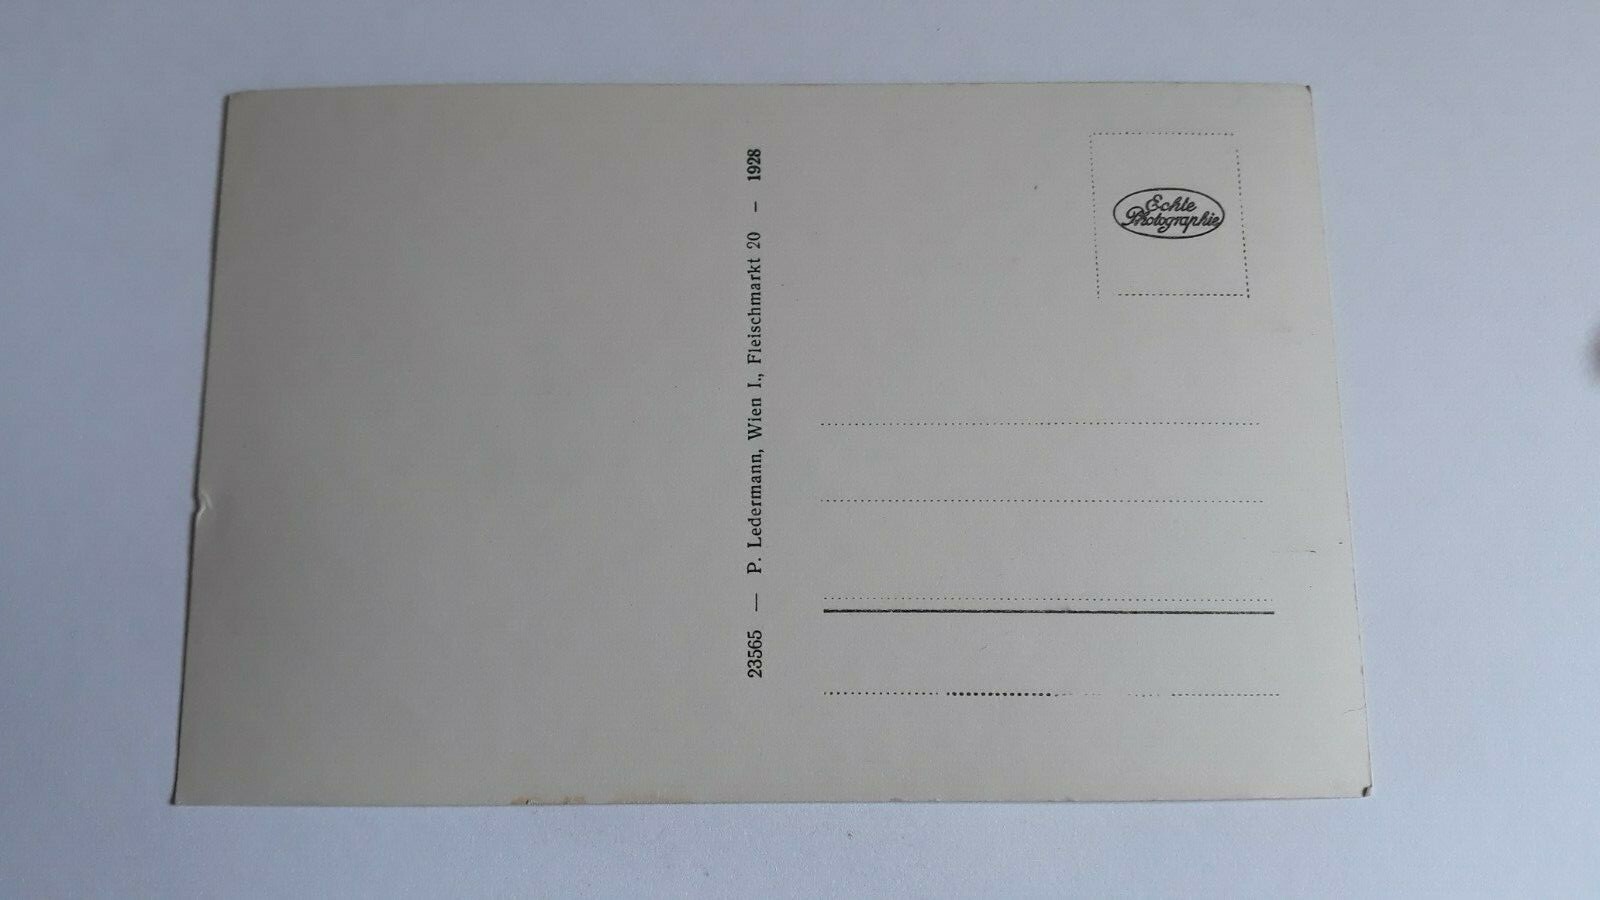 23565 — P. Ledermann, Wien I., Fleischmarkt 20 – 1928
Echte
Photographie